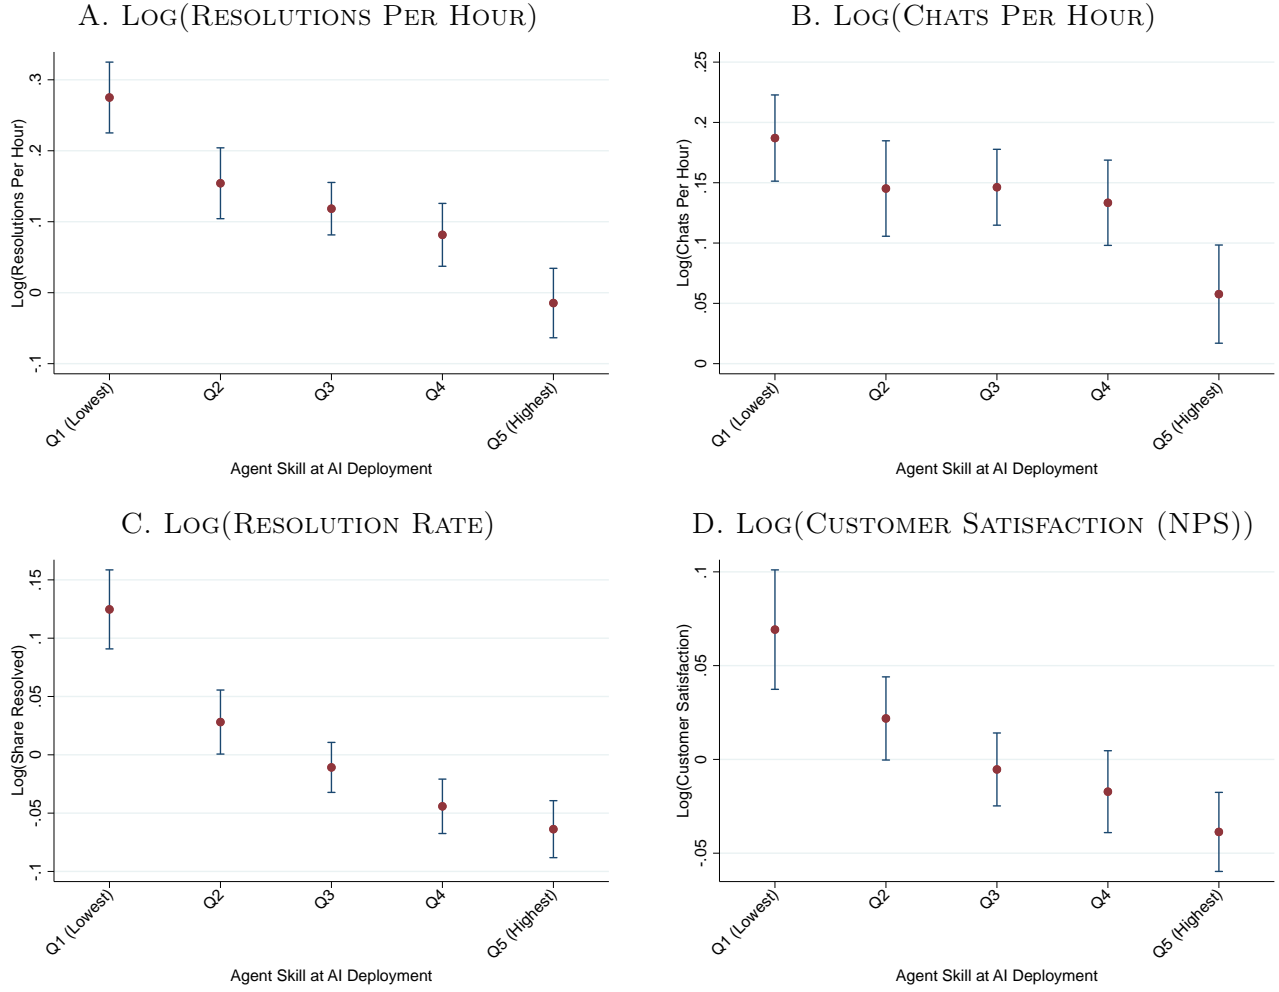 A. Log(Resolutions Per Hour)
Log(Resolutions Per Hour)
.3
.2
.1
0
-.1
Q1 (Lowest)
Q2
Q3
Q4
Q5 (Highest)
Agent Skill at AI Deployment
B. Log(Chats Per Hour)
Log(Chats Per Hour)
.25
.2
.15
.1
.05
0
Q1 (Lowest)
Q2
Q3
Q4
Q5 (Highest)
Agent Skill at AI Deployment
C. Log(Resolution Rate)
Log(Share Resolved)
.15
.1
.05
0
-.05
-.1
Q1 (Lowest)
Q2
Q3
Q4
Q5 (Highest)
Agent Skill at AI Deployment
D. Log(Customer Satisfaction (NPS))
Log(Customer Satisfaction)
.1
.05
0
-.05
Q1 (Lowest)
Q2
Q3
Q4
Q5 (Highest)
Agent Skill at AI Deployment